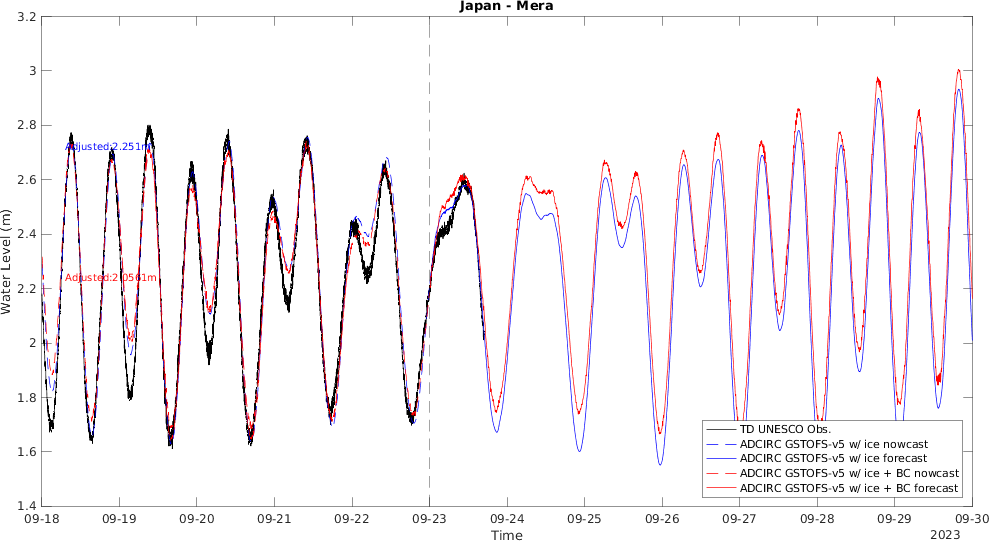 Japan - Mera
3.2
3
2.8
2.6
2.4
2.2
2
1.8
1.6
1.4
Water Level (m)
Adjusted:2.251m
Adjusted:2.0561m
TD UNESCO Obs.
ADCIRC GSTOFS-v5 w/ ice nowcast
ADCIRC GSTOFS-v5 w/ ice forecast
ADCIRC GSTOFS-v5 w/ ice + BC nowcast
ADCIRC GSTOFS-v5 w/ ice + BC forecast
09-18 09-19 09-20 09-21 09-22 09-23 09-24 09-25 09-26 09-27 09-28 09-29 09-30
Time
2023